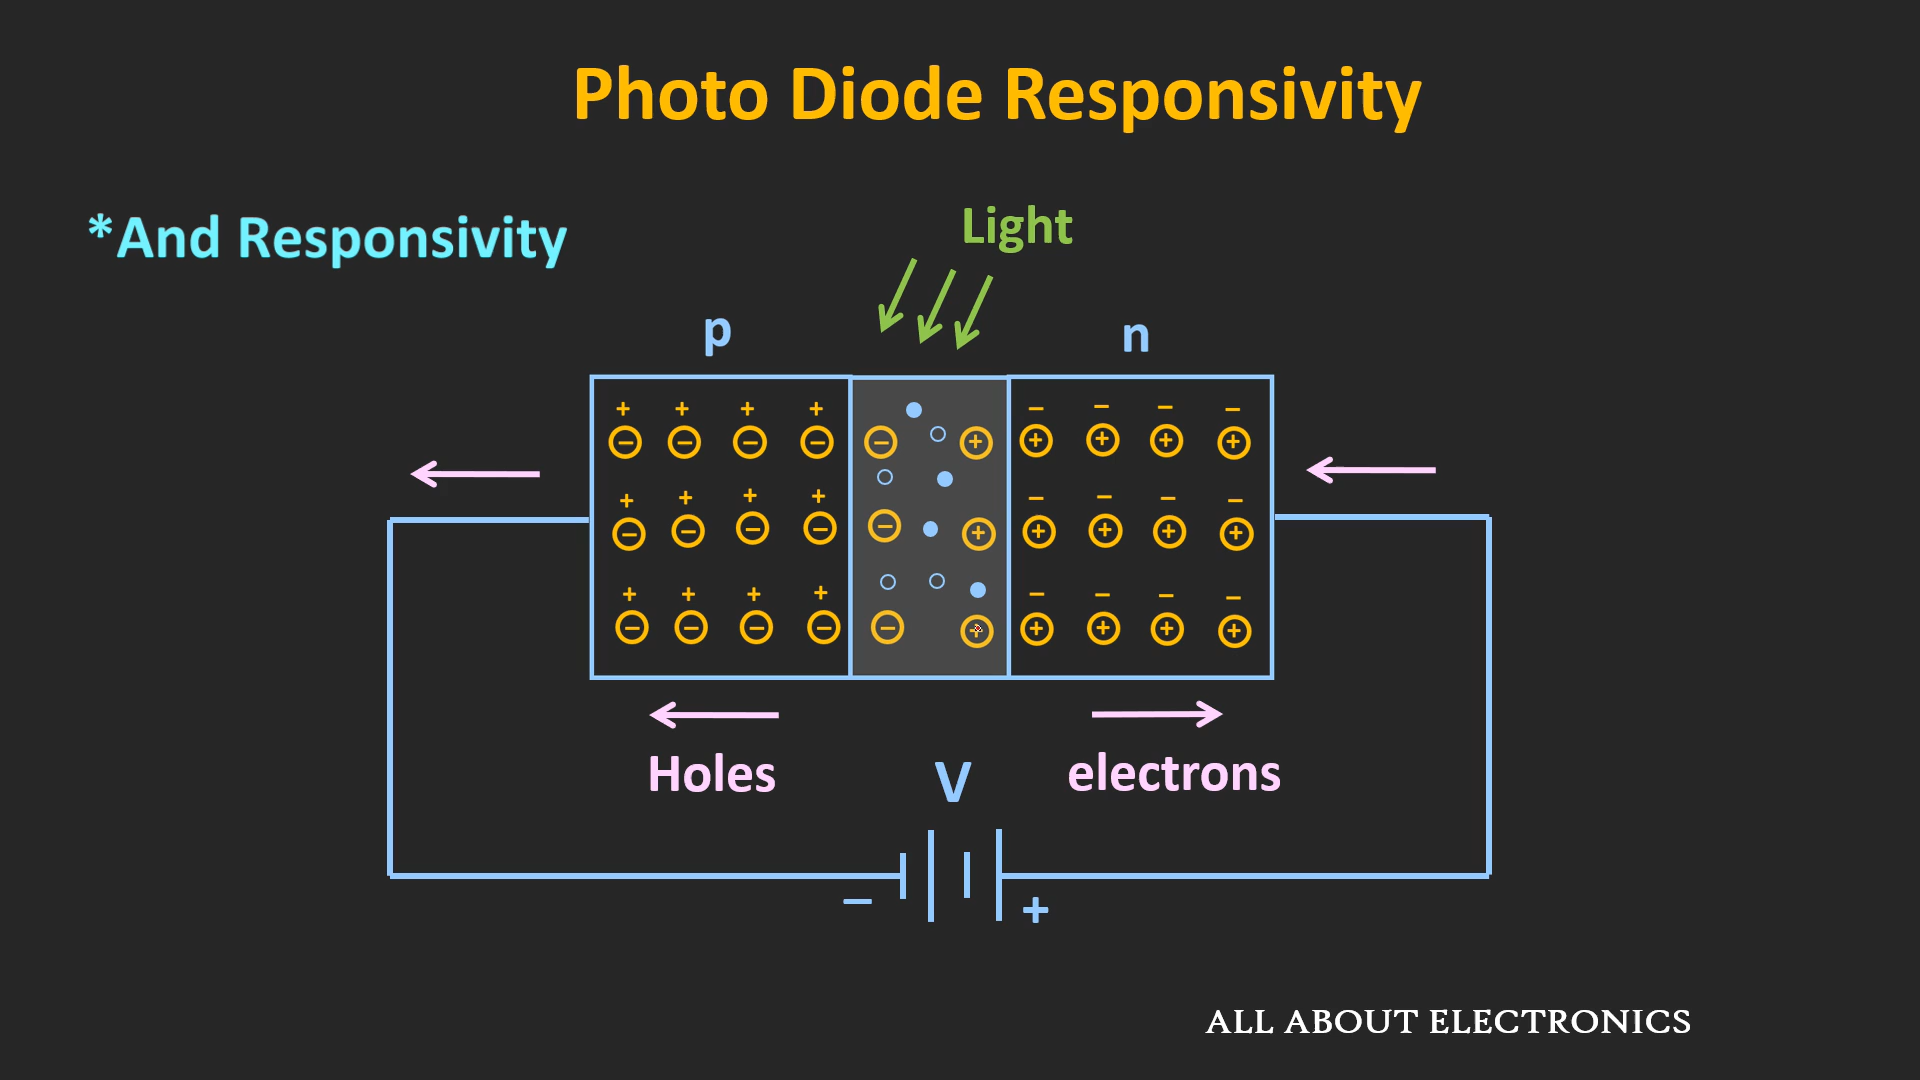 Photo Diode Responsivity
*And Responsivity
Light
p
n
Holes
V
electrons
− +
ALL ABOUT ELECTRONICS